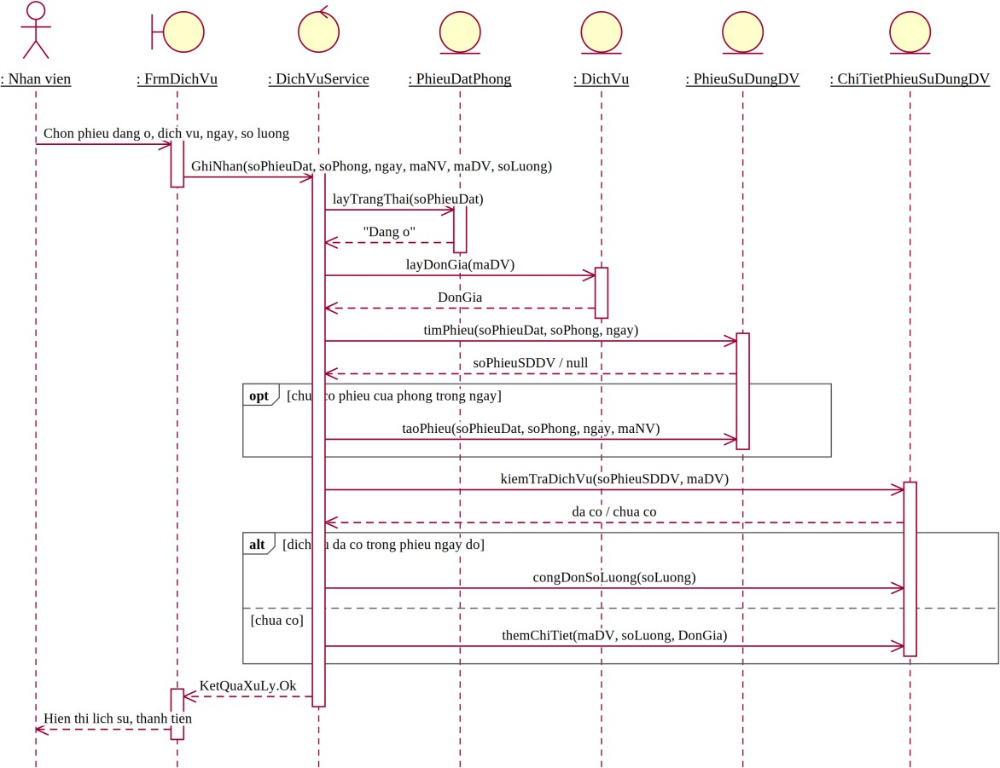 : Nhan vien
: FrmDichVu
: DichVuService
: PhieuDatPhong
: DichVu
: PhieuSuDungDV
: ChiTietPhieuSuDungDV
Chon phieu dang o, dich vu, ngay, so luong
GhiNhan(soPhieuDat, soPhong, ngay, maNV, maDV, soLuong)
layTrangThai(soPhieuDat)
"Dang o"
layDonGia(maDV)
DonGia
timPhieu(soPhieuDat, soPhong, ngay)
soPhieuSDDV / null
opt
[chua co phieu cua phong trong ngay]
taoPhieu(soPhieuDat, soPhong, ngay, maNV)
kiemTraDichVu(soPhieuSDDV, maDV)
da co / chua co
alt
[dich vu da co trong phieu ngay do]
congDonSoLuong(soLuong)
[chua co]
themChiTiet(maDV, soLuong, DonGia)
KetQuaXuLy.Ok
Hien thi lich su, thanh tien